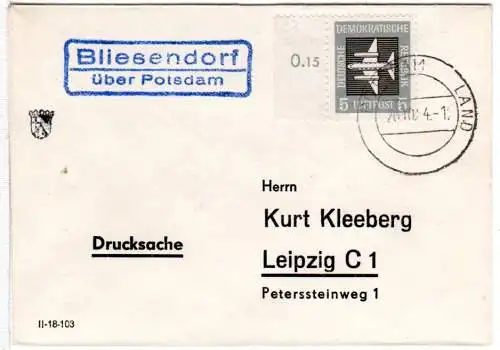 Bliesendorf
über Potsdam
0.15
DEUTSCHE
DEMOKRATISCHE
5 LUFTPOST 5
LAND
Herrn
Kurt Kleeberg
Drucksache
Leipzig C 1
Peterssteinweg 1
II-18-103